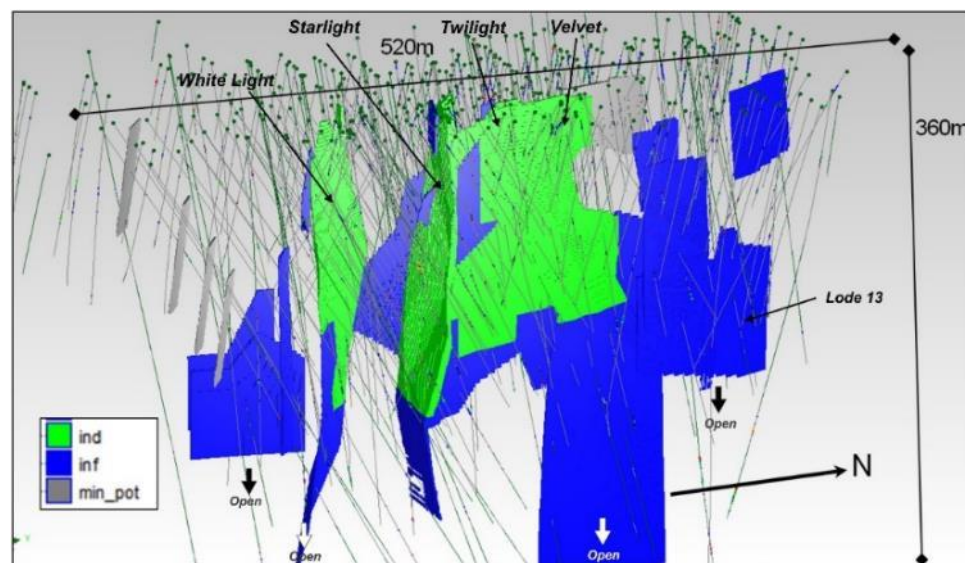 Starlight
Twilight
Velvet
520m
White Light
360m
Lode 13
Open
N
ind
inf
min_pot
Open
Open
Open